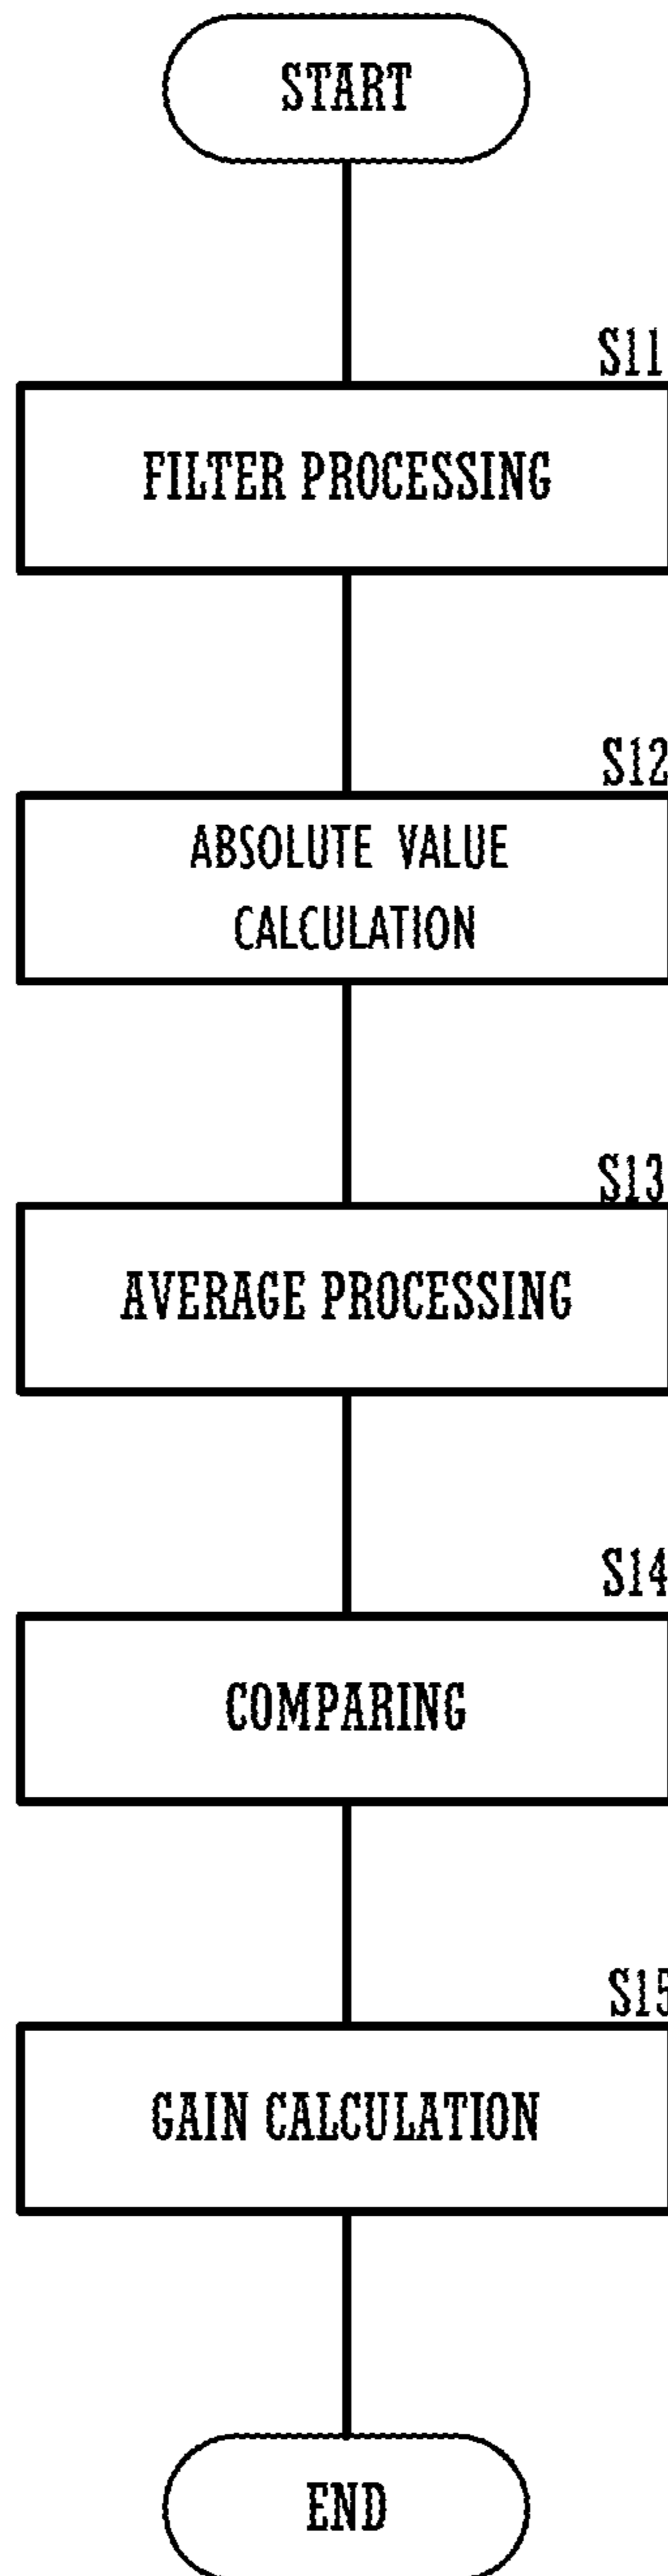 START
S11
FILTER PROCESSING
S12
ABSOLUTE VALUE
CALCULATION
S13
AVERAGE PROCESSING
S14
COMPARING
S15
GAIN CALCULATION
END